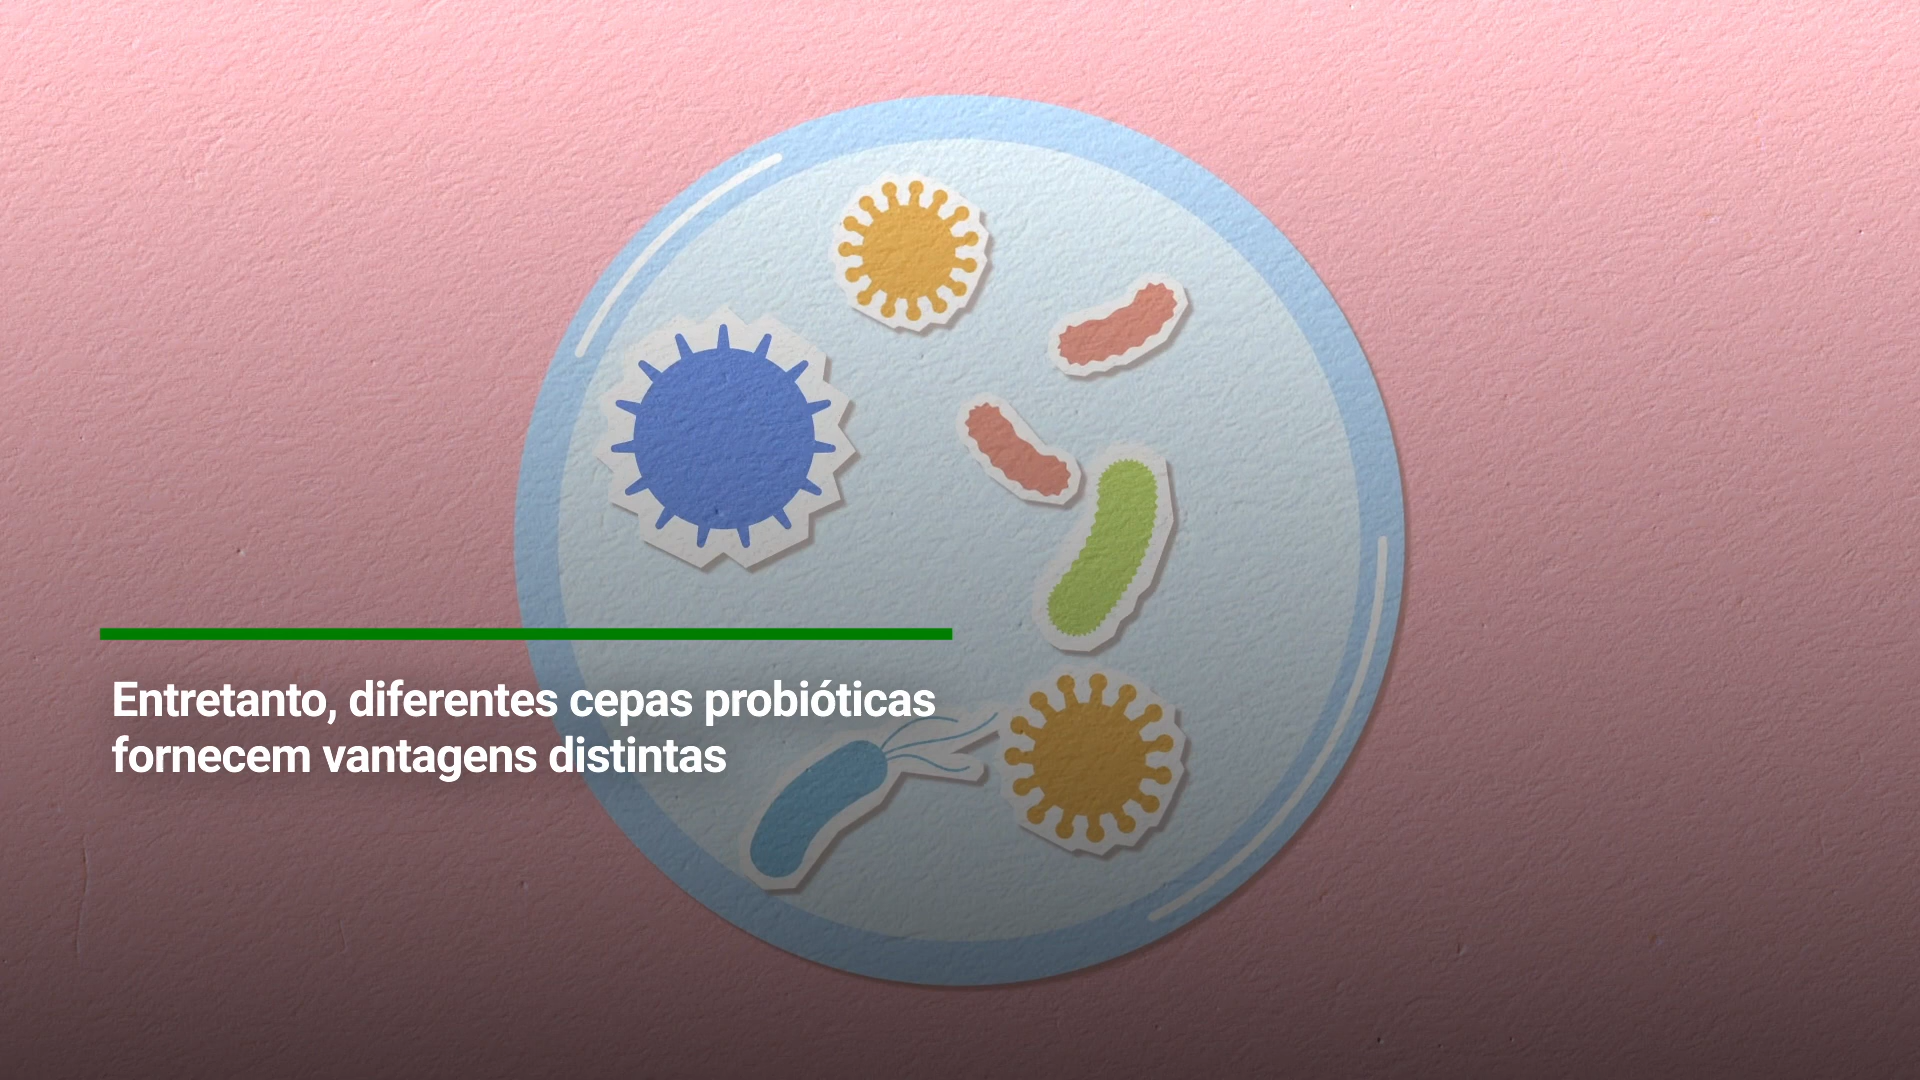 Entretanto, diferentes cepas probióticas
fornecem vantagens distintas